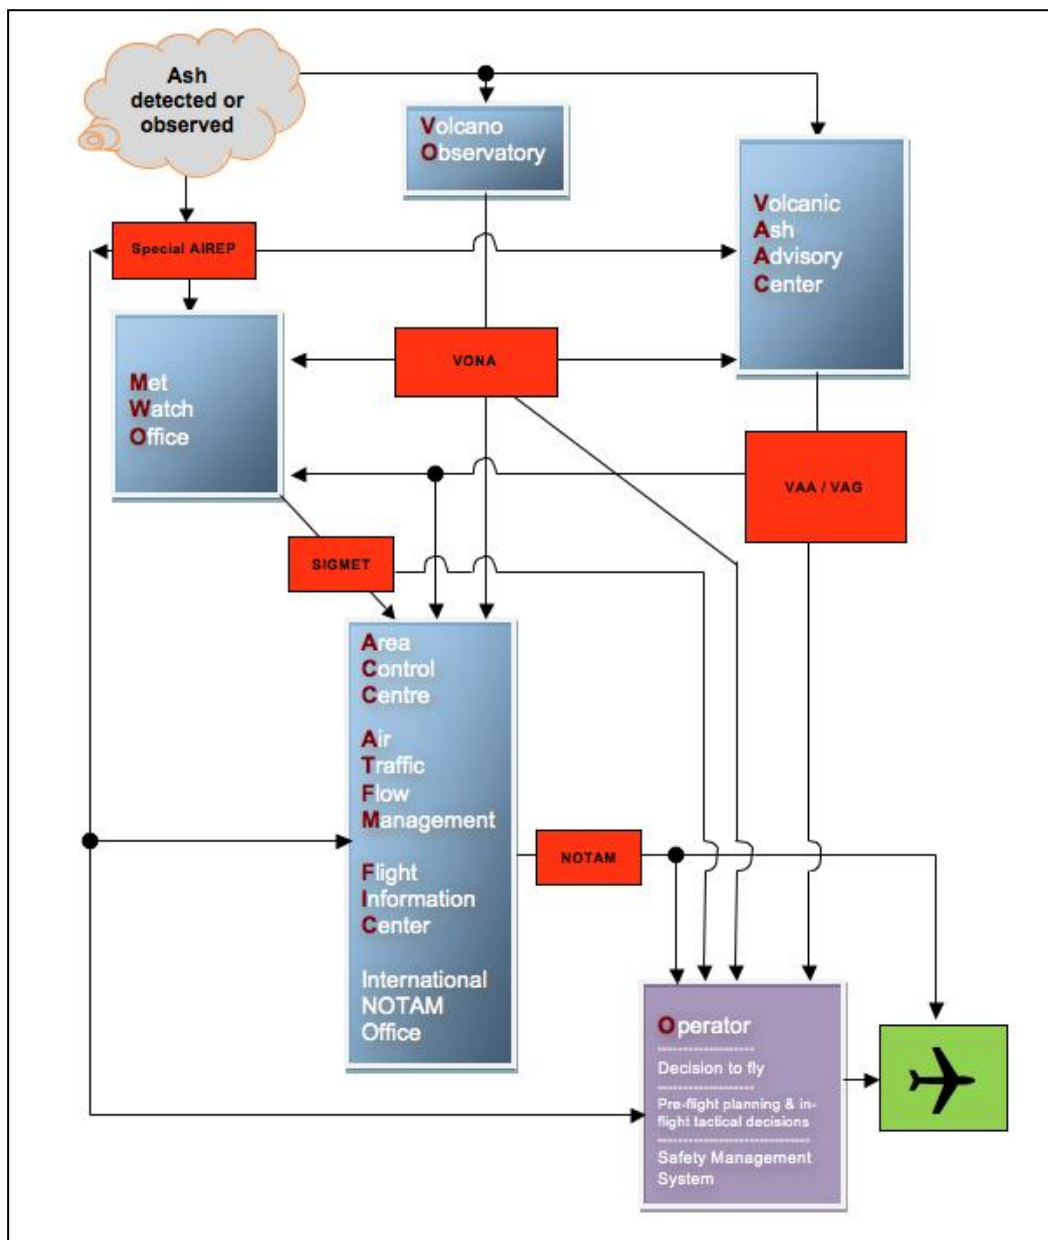 Ash
detected or
observed
Volcano
Observatory
Volcanic
Ash
Advisory
Center
Special AIREP
VONA
Met
Watch
Office
VAA / VAG
SIGMET
Area
Control
Centre
Air
Traffic
Flow
Management
Flight
Information
Center
International
NOTAM
Office
NOTAM
Operator
--------------------
Decision to fly
--------------------
Pre-flight planning & in-
flight tactical decisions
--------------------------------
Safety Management
System